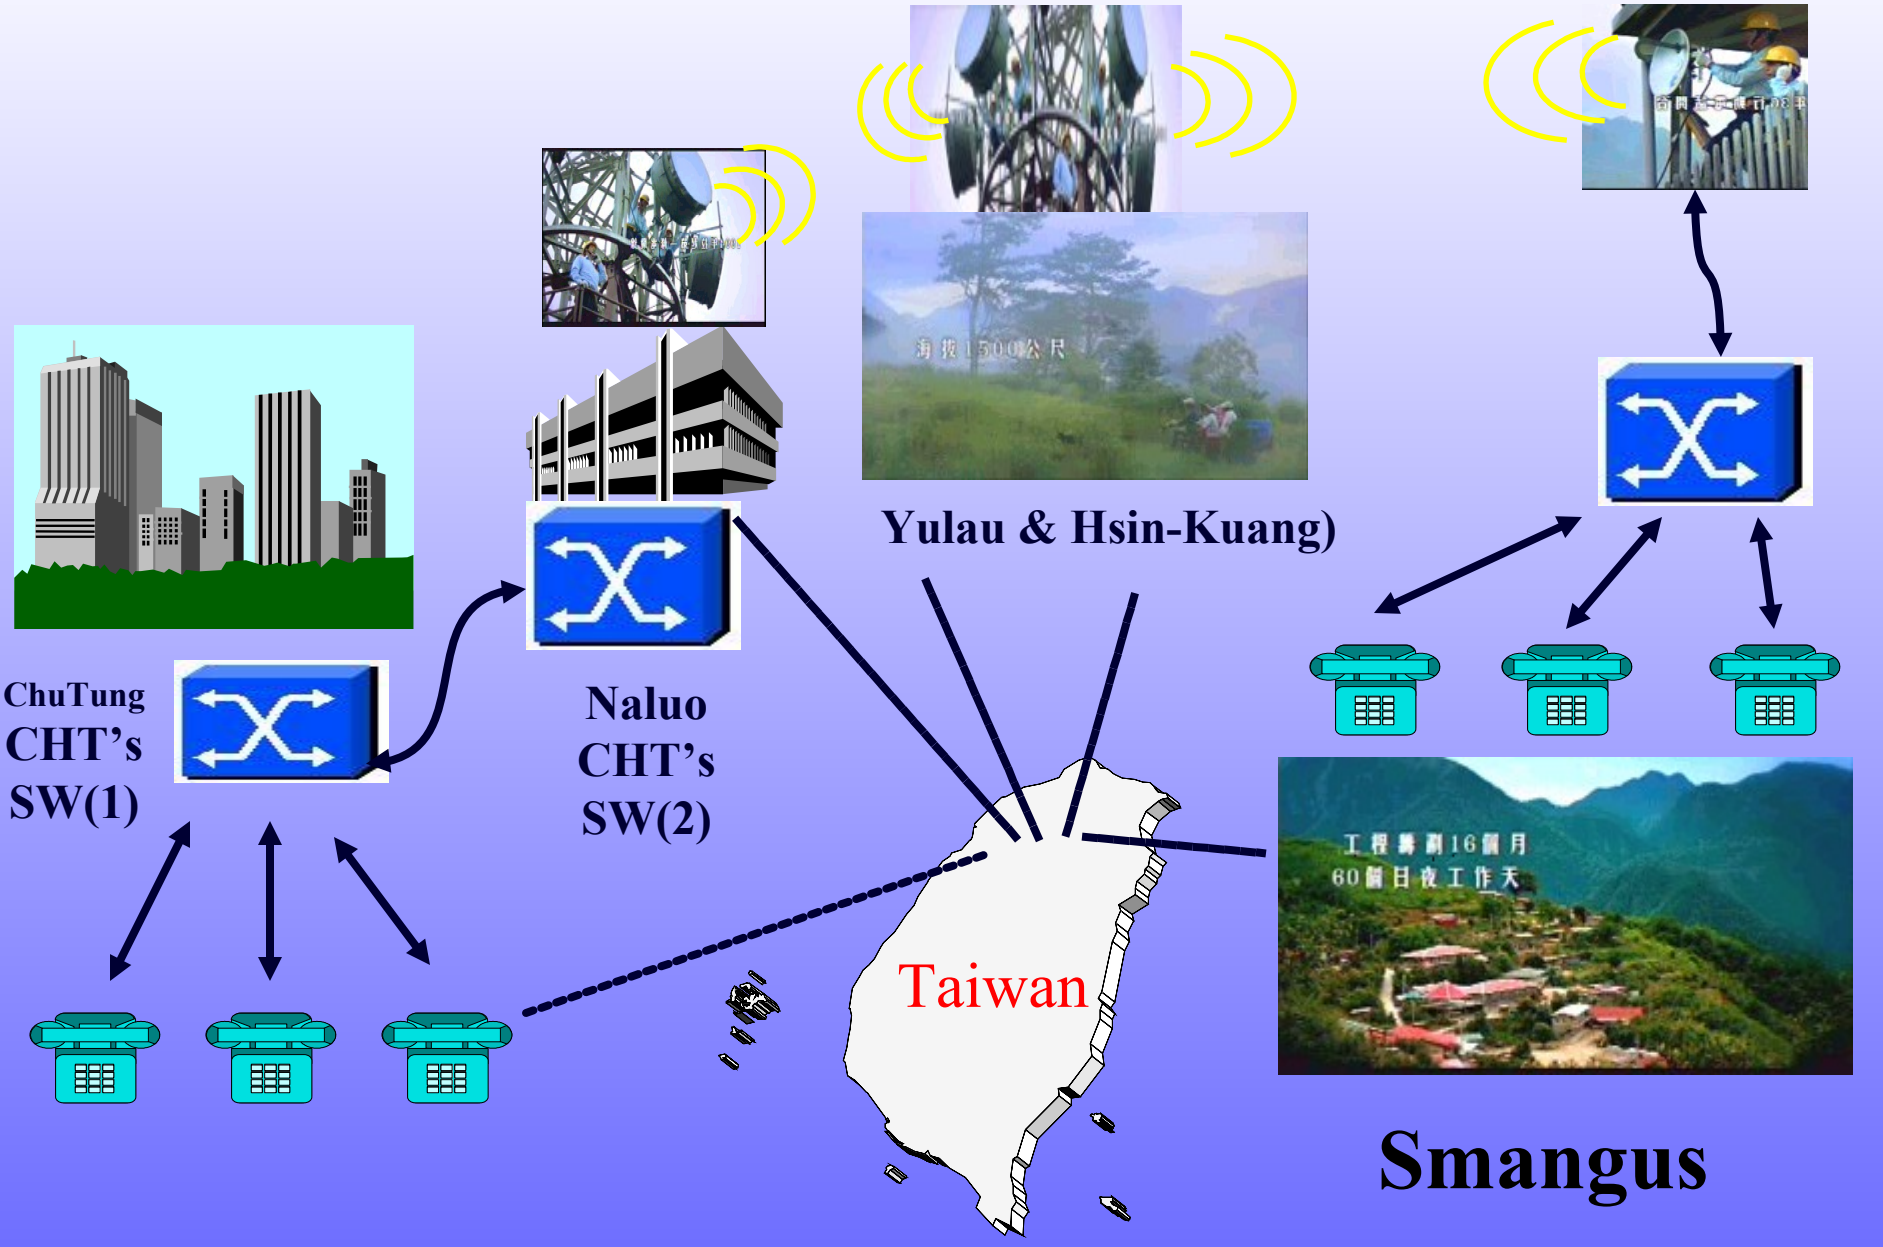 海拔1500公尺
Yulau & Hsin-Kuang)
ChuTung
CHT’s
SW(1)
Naluo
CHT’s
SW(2)
工程籌劃16個月
60個日夜工作天
Taiwan
Smangus